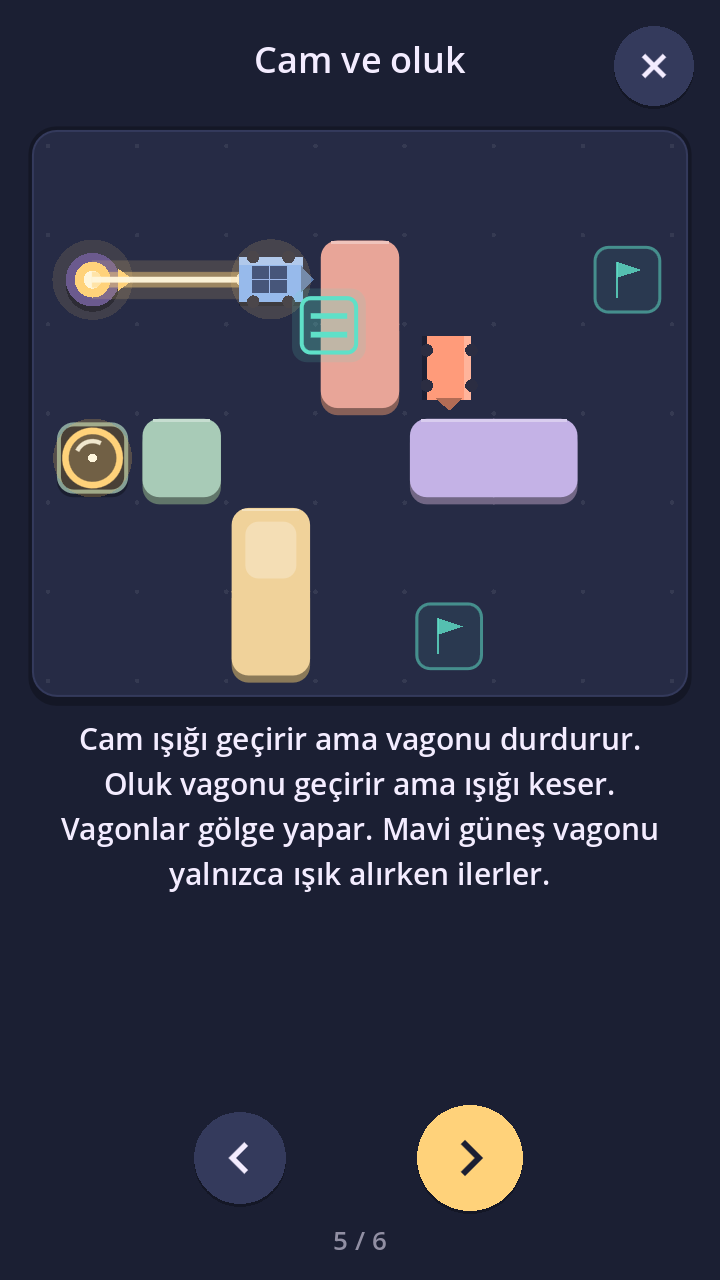 Cam ve oluk
Cam ışığı geçirir ama vagonu durdurur.
Oluk vagonu geçirir ama ışığı keser.
Vagonlar gölge yapar. Mavi güneş vagonu
yalnızca ışık alırken ilerler.
5 / 6